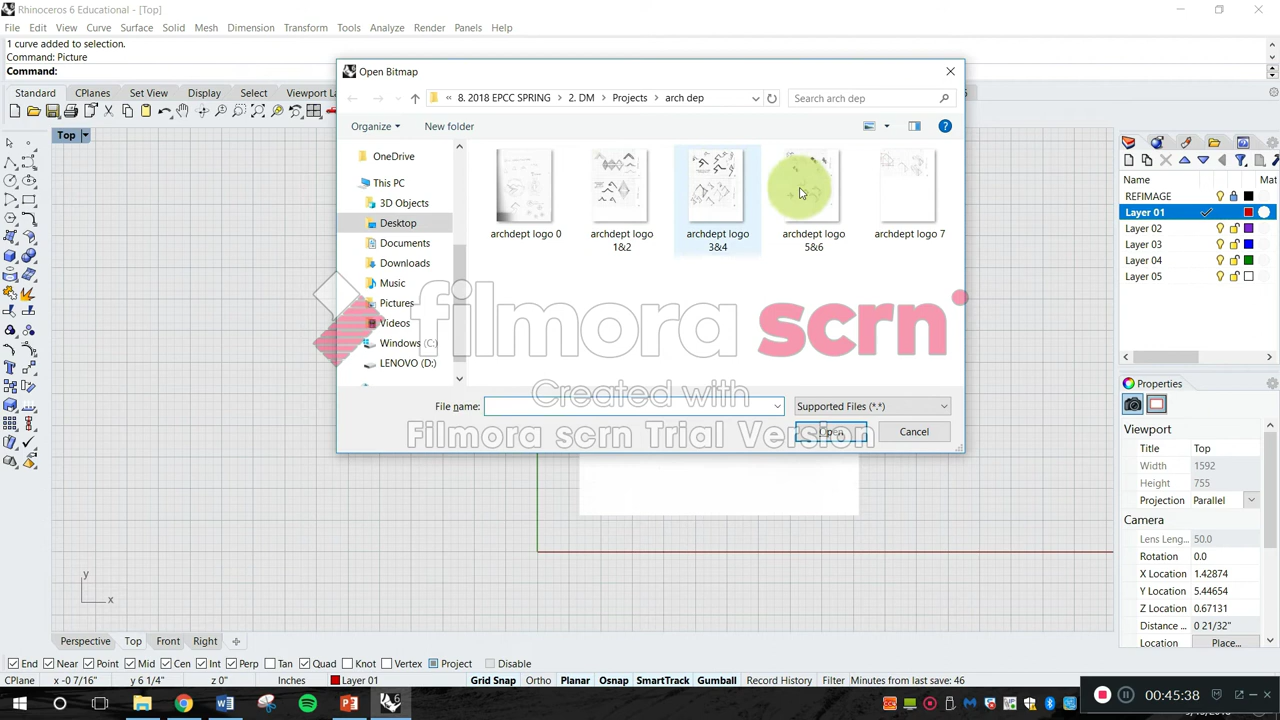 Rhinoceros 6 Educational - [Top]
File Edit View Curve Surface Solid Mesh Dimension Transform Tools Analyze Render Panels Help
1 curve added to selection.
Command: Picture
Command:
Standard CPlanes Set View Display Select Viewport L
Open Bitmap
« 8. 2018 EPCC SPRING > 2. DM > Projects > arch dep
Search arch dep
Organize New folder
OneDrive
This PC
3D Objects
Desktop
Documents
Downloads
Music
Pictures
Videos
Windows (C:)
LENOVO (D:)
archdept logo 0
archdept logo 1&2
archdept logo 3&4
archdept logo 5&6
archdept logo 7
File name:
Supported Files (*.*)
Open Cancel
filmora scrn
Created with
Filmora scrn Trial Version
Top
Name Mat
REFIMAGE
Layer 01
Layer 02
Layer 03
Layer 04
Layer 05
Properties
Viewport
Title Top
Width 1592
Height 755
Projection Parallel
Camera
Lens Leng... 50.0
Rotation 0.0
X Location 1.42874
Y Location 5.44654
Z Location 0.67131
Distance ... 0 21/32"
Location Place...
y
x
Perspective Top Front Right
End Near Point Mid Cen Int Perp Tan Quad Knot Vertex Project Disable
CPlane x -0 7/16" y 6 1/4" z 0" Inches Layer 01 Grid Snap Ortho Planar Osnap SmartTrack Gumball Record History Filter Minutes from last save: 46
00:45:38